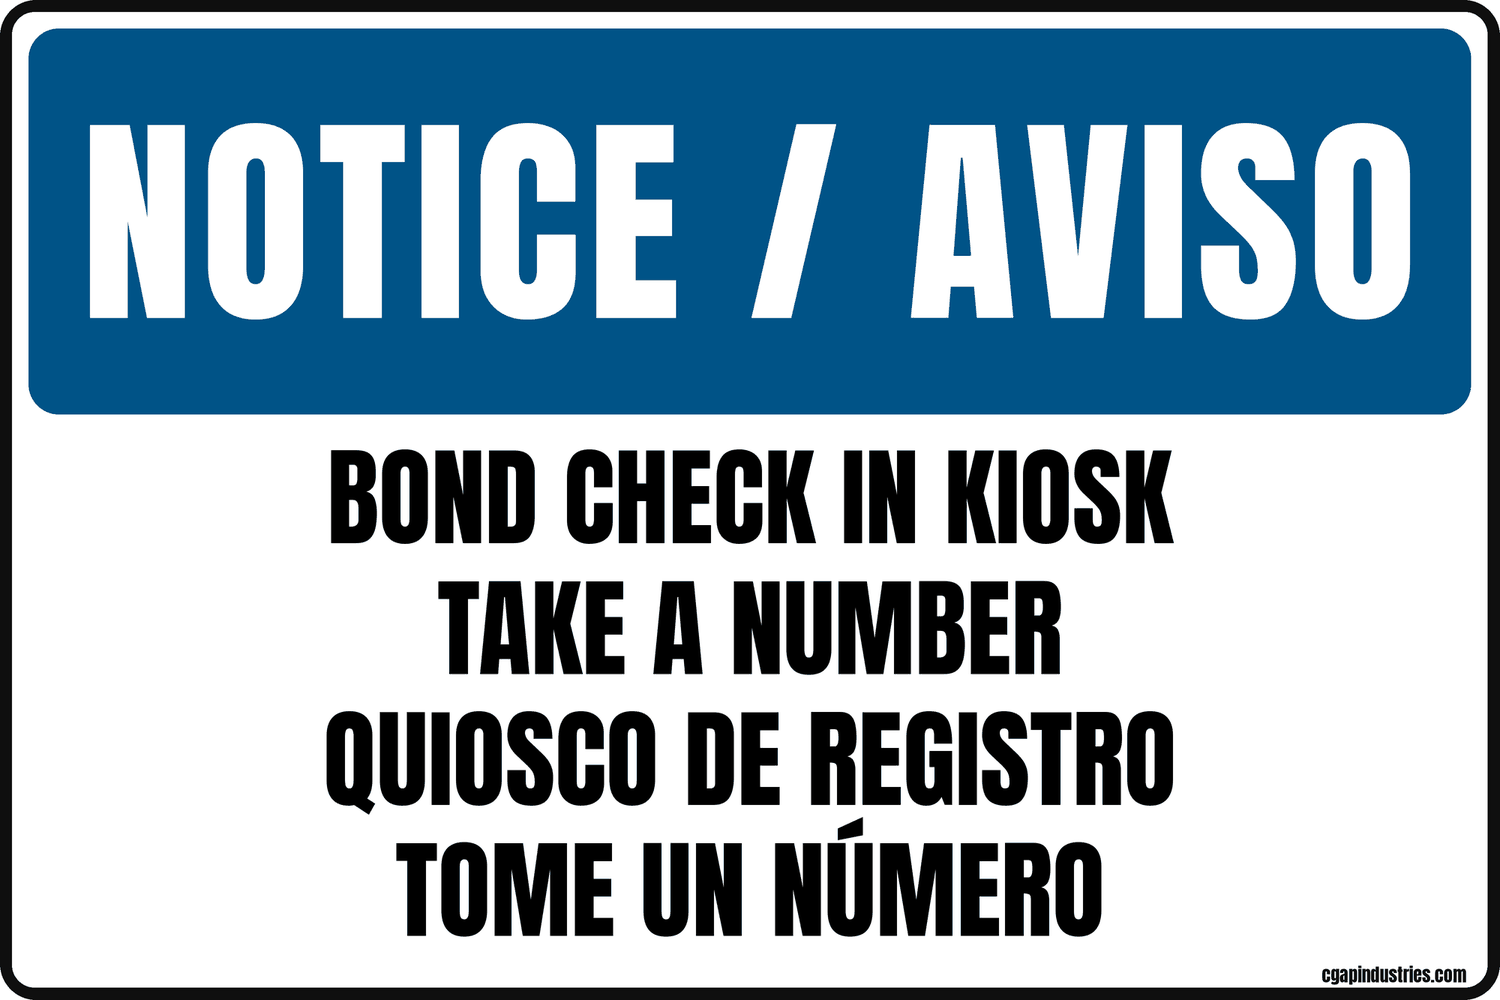 NOTICE / AVISO
BOND CHECK IN KIOSK
TAKE A NUMBER
QUIOSCO DE REGISTRO
TOME UN NÚMERO
cgapindustries.com